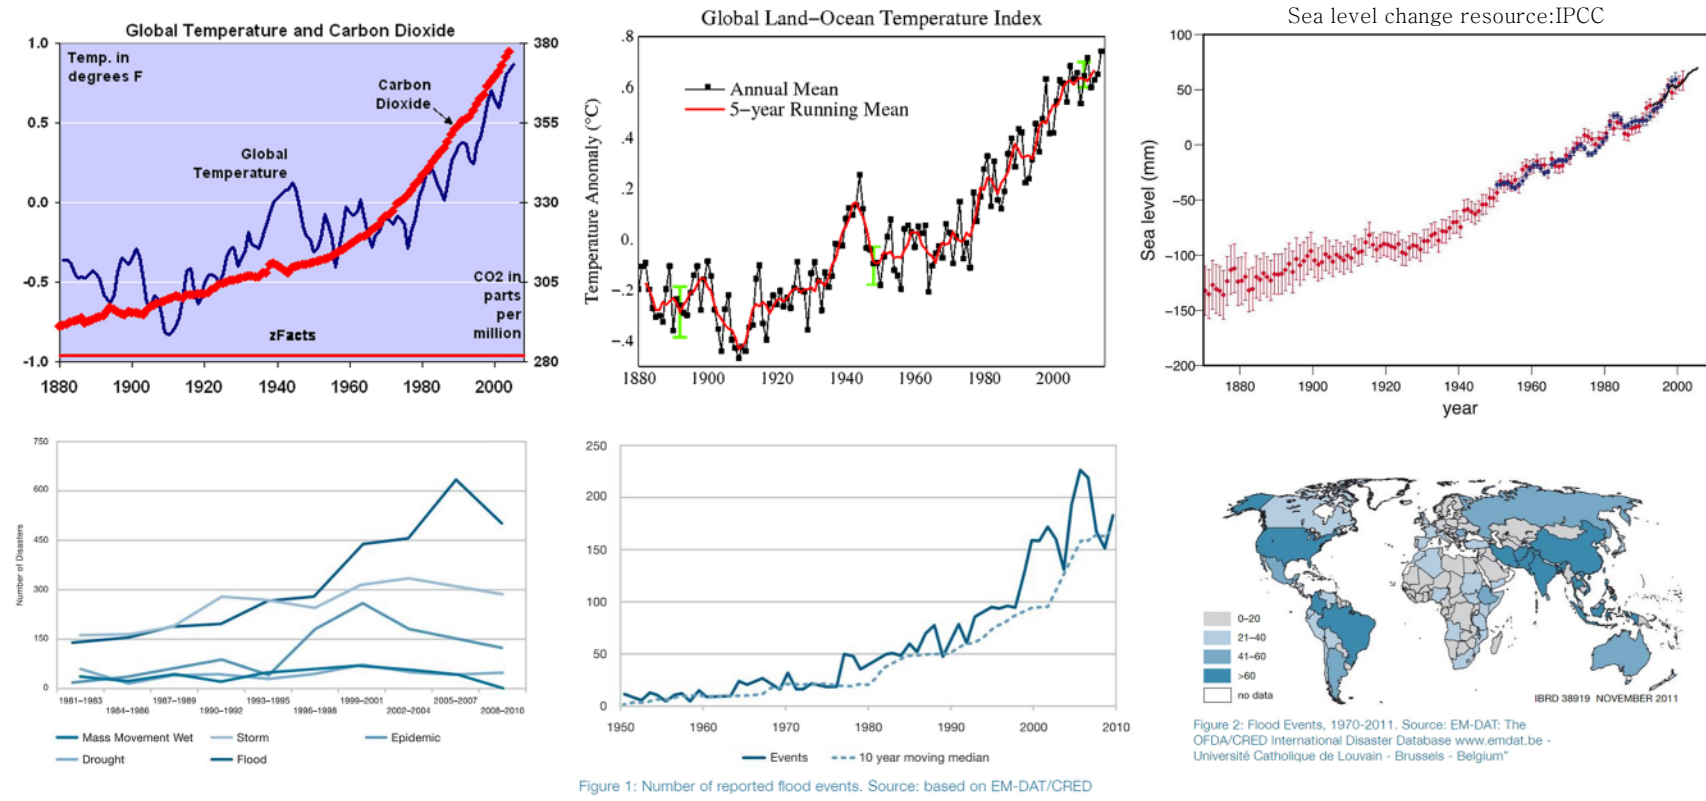 Global Temperature and Carbon Dioxide
1.0
0.5
0.0
-0.5
-1.0
380
355
330
305
280
Temp. in
degrees F
Carbon
Dioxide
Global
Temperature
CO2 in
parts
per
million
zFacts
1880 1900 1920 1940 1960 1980 2000
Global Land−Ocean Temperature Index
Temperature Anomaly (°C)
.8
.6
.4
.2
0.
−.2
−.4
Annual Mean
5−year Running Mean
1880 1900 1920 1940 1960 1980 2000
Sea level change resource:IPCC
Sea level (mm)
100
50
0
−50
−100
−150
−200
1880 1900 1920 1940 1960 1980 2000
year
Number of Disasters
750
600
450
300
150
0
1981–1983 1987–1989 1993–1995 1999–2001 2005–2007
1984–1986 1990–1992 1996–1998 2002–2004 2008–2010
Mass Movement Wet Storm Epidemic
Drought Flood
250
200
150
100
50
0
1950 1960 1970 1980 1990 2000 2010
Events 10 year moving median
Figure 1: Number of reported flood events. Source: based on EM-DAT/CRED
0–20
21–40
41–60
>60
no data
IBRD 38919 NOVEMBER 2011
Figure 2: Flood Events, 1970-2011. Source: EM-DAT: The
OFDA/CRED International Disaster Database www.emdat.be -
Université Catholique de Louvain - Brussels - Belgium"